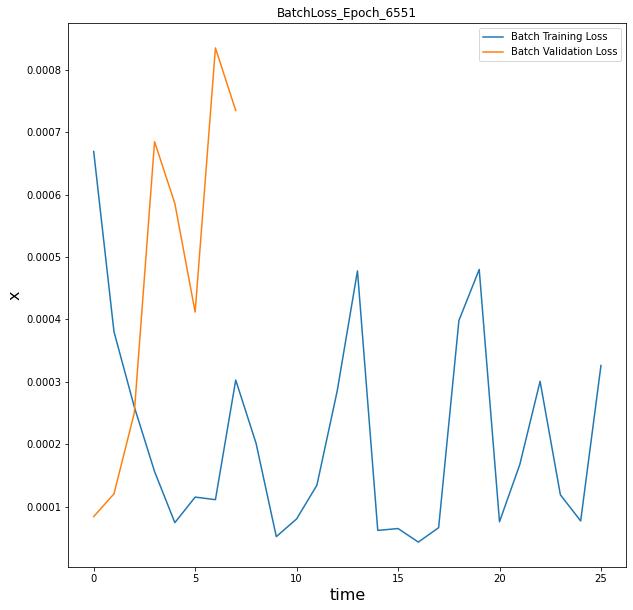 BatchLoss_Epoch_6551
Batch Training Loss
Batch Validation Loss
0.0008
0.0007
0.0006
0.0005
0.0004
0.0003
0.0002
0.0001
x
0 5 10 15 20 25
time